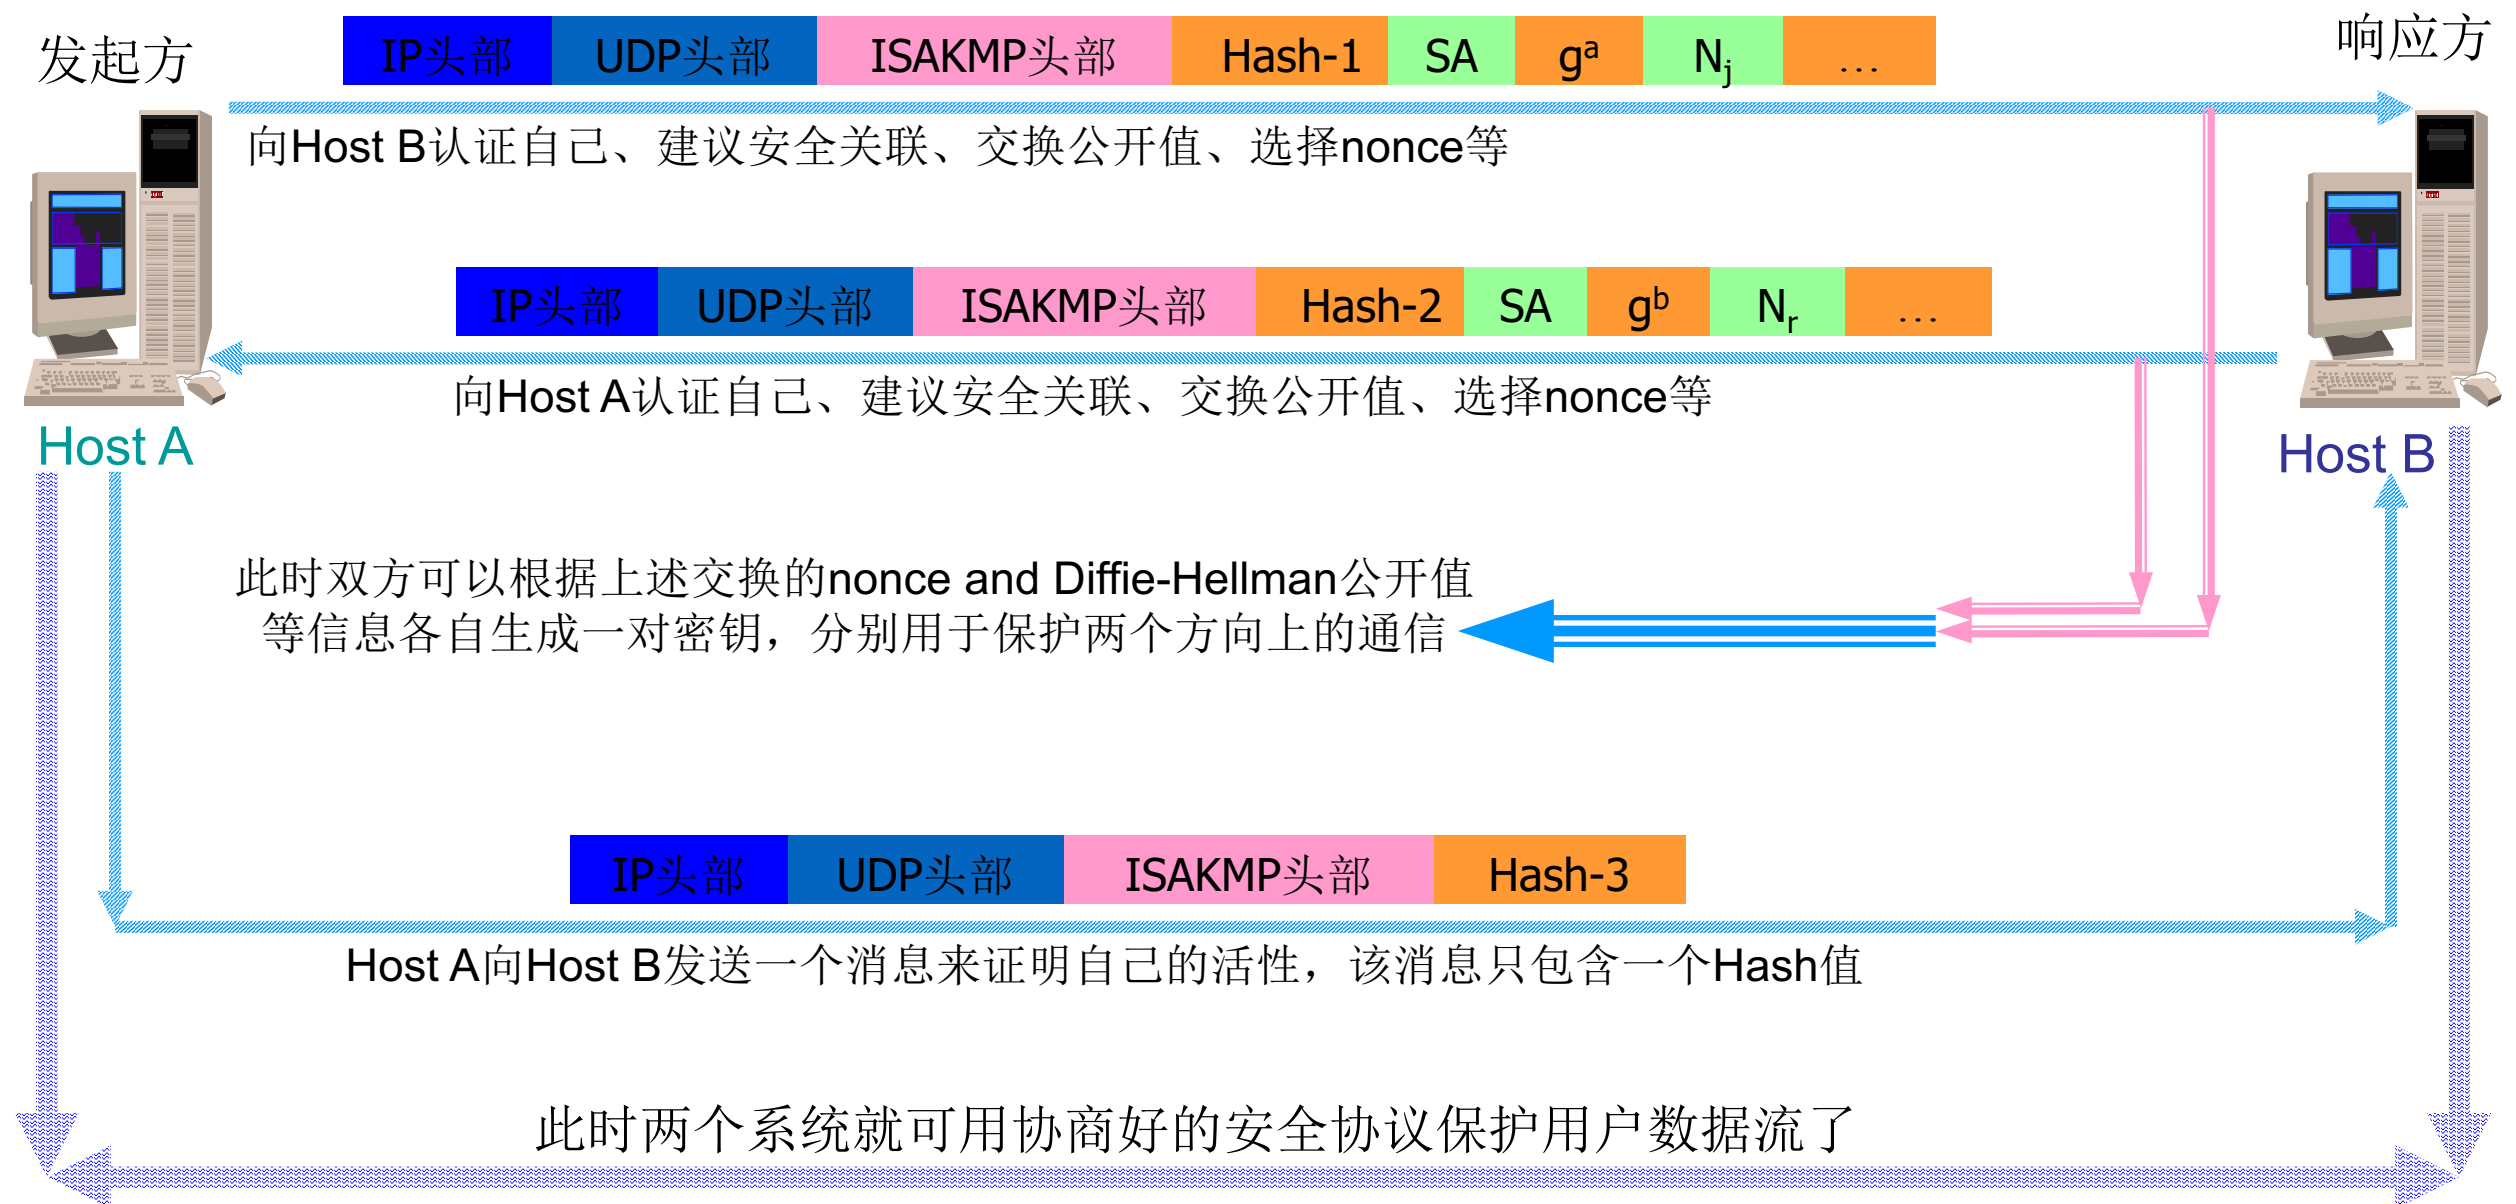 发起方
响应方
IP头部 UDP头部 ISAKMP头部 Hash-1 SA gᵃ Nj …
向Host B认证自己、建议安全关联、交换公开值、选择nonce等
IP头部 UDP头部 ISAKMP头部 Hash-2 SA gᵇ Nr …
向Host A认证自己、建议安全关联、交换公开值、选择nonce等
Host A
Host B
此时双方可以根据上述交换的nonce and Diffie-Hellman公开值
等信息各自生成一对密钥，分别用于保护两个方向上的通信
IP头部 UDP头部 ISAKMP头部 Hash-3
Host A向Host B发送一个消息来证明自己的活性，该消息只包含一个Hash值
此时两个系统就可用协商好的安全协议保护用户数据流了